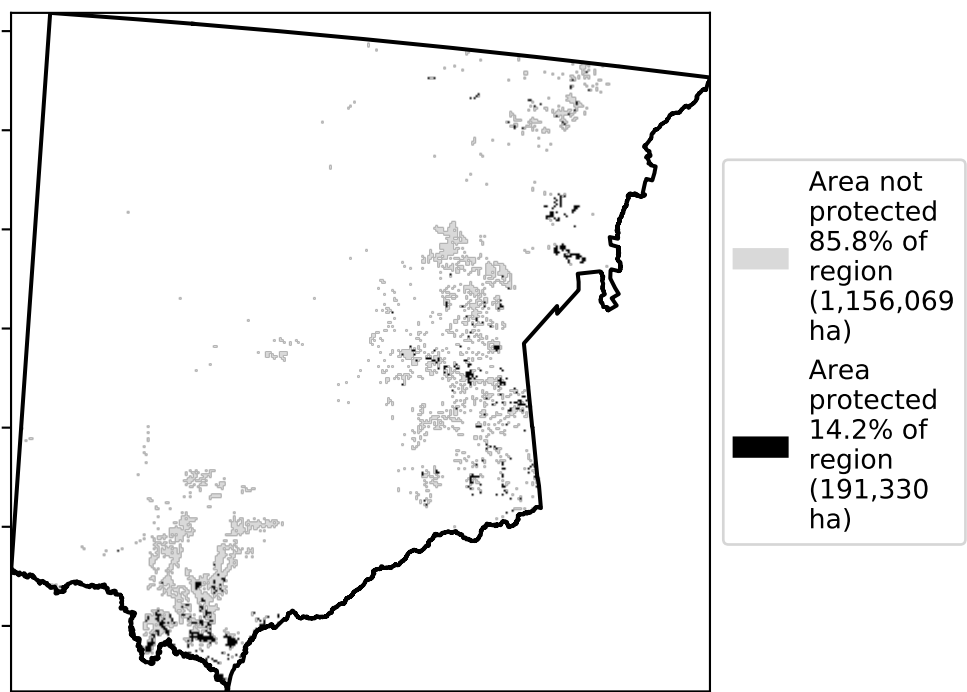 Area not
protected
85.8% of
region
(1,156,069
ha)
Area
protected
14.2% of
region
(191,330
ha)